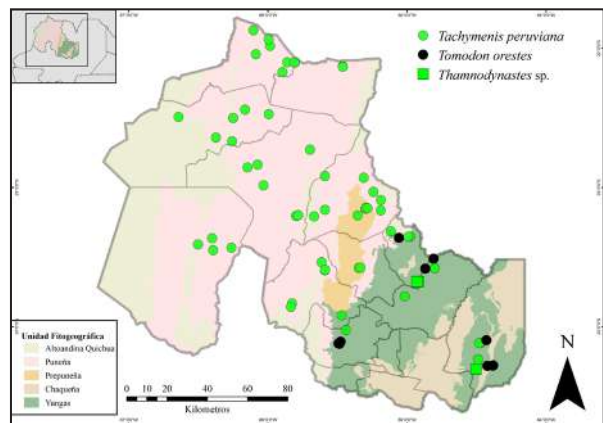 Tachymenis peruviana
Tomodon orestes
Thamnodynastes sp.
Unidad Fitogeográfica
Altoandina Quichua
Puneña
Prepuneña
Chaqueña
Yungas
0 10 20 40 60 80
Kilometros
N